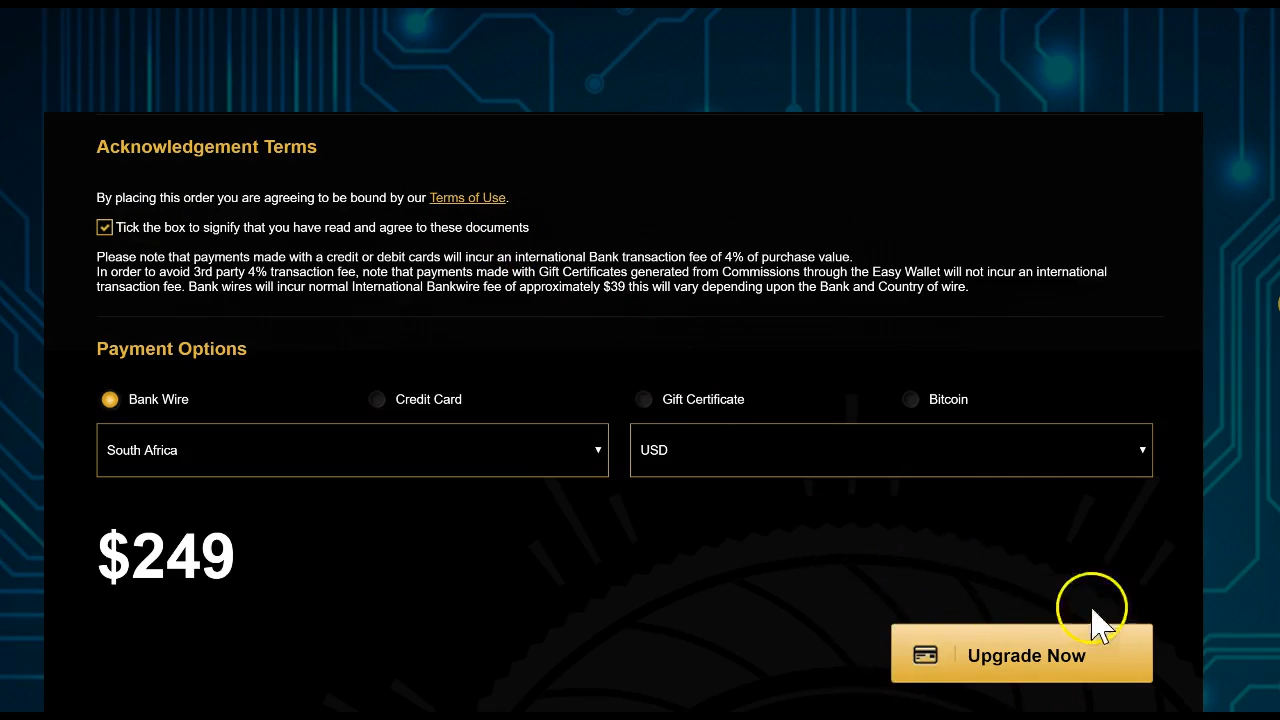 Acknowledgement Terms
By placing this order you are agreeing to be bound by our Terms of Use.
Tick the box to signify that you have read and agree to these documents
Please note that payments made with a credit or debit cards will incur an international Bank transaction fee of 4% of purchase value.
In order to avoid 3rd party 4% transaction fee, note that payments made with Gift Certificates generated from Commissions through the Easy Wallet will not incur an international
transaction fee. Bank wires will incur normal International Bankwire fee of approximately $39 this will vary depending upon the Bank and Country of wire.
Payment Options
Bank Wire Credit Card Gift Certificate Bitcoin
South Africa USD
$249
Upgrade Now